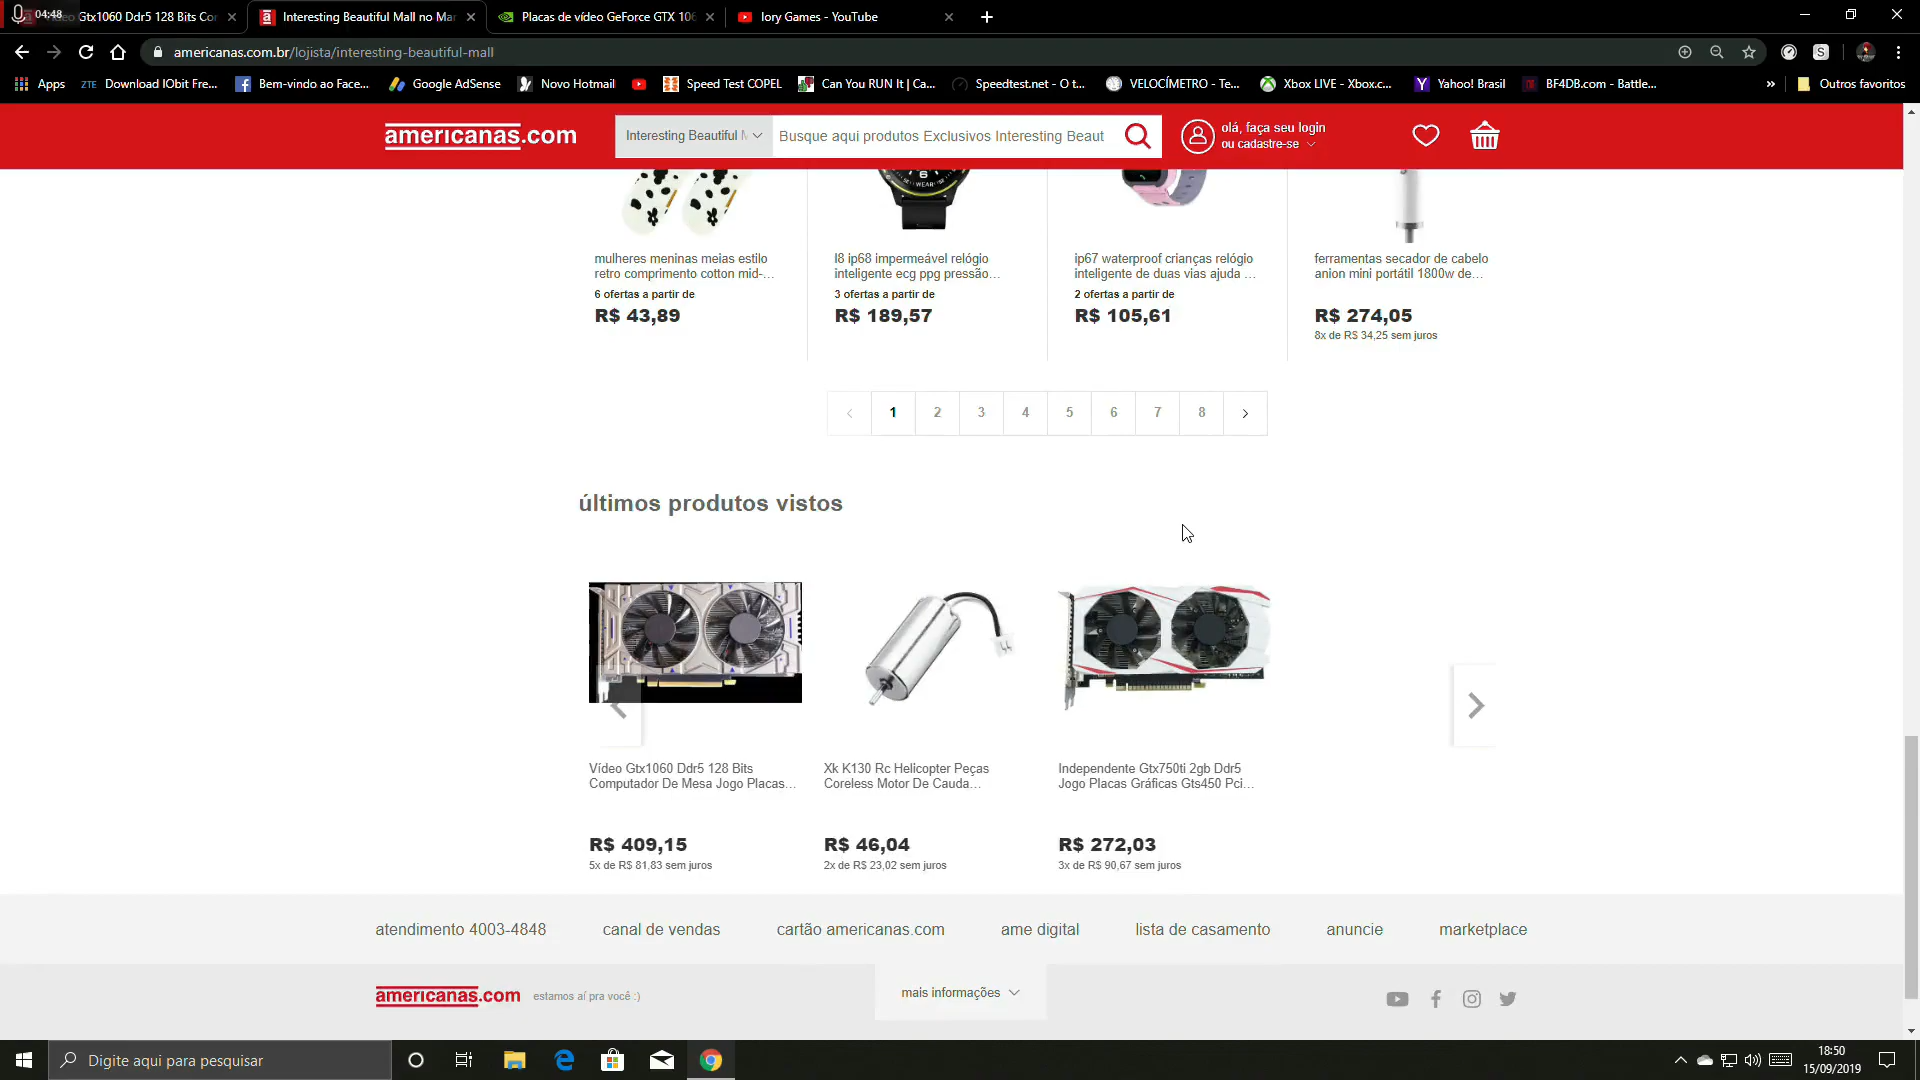 04:48
Gtx1060 Ddr5 128 Bits Cor
Interesting Beautiful Mall no Mar
Placas de vídeo GeForce GTX 106
Iory Games - YouTube
americanas.com.br/lojista/interesting-beautiful-mall
Apps
ZTE Download IObit Fre...
Bem-vindo ao Face...
Google AdSense
Novo Hotmail
Speed Test COPEL
Can You RUN It | Ca...
Speedtest.net - O t...
VELOCÍMETRO - Te...
Xbox LIVE - Xbox.c...
Yahoo! Brasil
BF4DB.com - Battle...
»
Outros favoritos
americanas.com
Interesting Beautiful M
Busque aqui produtos Exclusivos Interesting Beaut
olá, faça seu login
ou cadastre-se
mulheres meninas meias estilo
retro comprimento cotton mid-...
6 ofertas a partir de
R$ 43,89
l8 ip68 impermeável relógio
inteligente ecg ppg pressão...
3 ofertas a partir de
R$ 189,57
ip67 waterproof crianças relógio
inteligente de duas vias ajuda ...
2 ofertas a partir de
R$ 105,61
ferramentas secador de cabelo
anion mini portátil 1800w de...
R$ 274,05
8x de R$ 34,25 sem juros
1 2 3 4 5 6 7 8
últimos produtos vistos
Vídeo Gtx1060 Ddr5 128 Bits
Computador De Mesa Jogo Placas...
R$ 409,15
5x de R$ 81,83 sem juros
Xk K130 Rc Helicopter Peças
Coreless Motor De Cauda...
R$ 46,04
2x de R$ 23,02 sem juros
Independente Gtx750ti 2gb Ddr5
Jogo Placas Gráficas Gts450 Pci...
R$ 272,03
3x de R$ 90,67 sem juros
atendimento 4003-4848
canal de vendas
cartão americanas.com
ame digital
lista de casamento
anuncie
marketplace
americanas.com
estamos aí pra você :)
mais informações
Digite aqui para pesquisar
18:50
15/09/2019